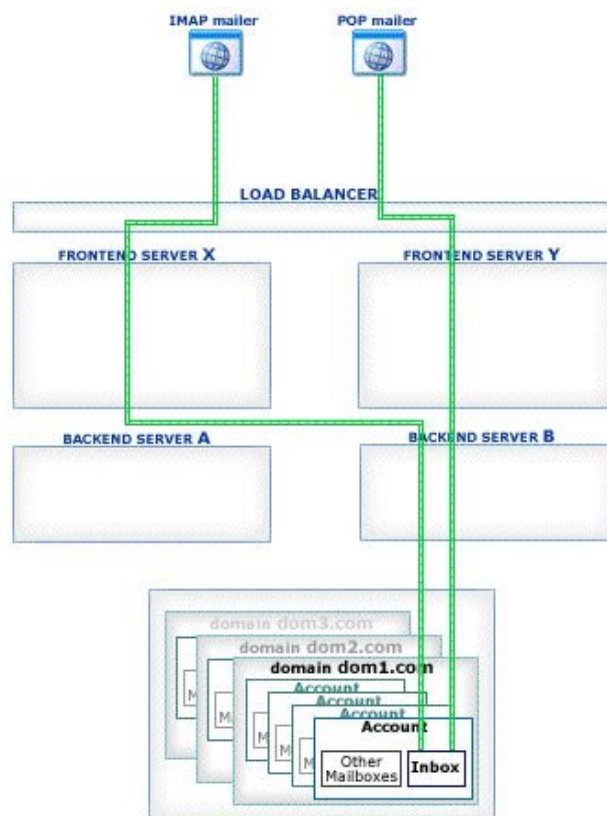 IMAP mailer
POP mailer
LOAD BALANCER
FRONTEND SERVER X
FRONTEND SERVER Y
BACKEND SERVER A
BACKEND SERVER B
domain dom3.com
domain dom2.com
domain dom1.com
Account
Account
Account
Account
Other
Mailboxes
Inbox